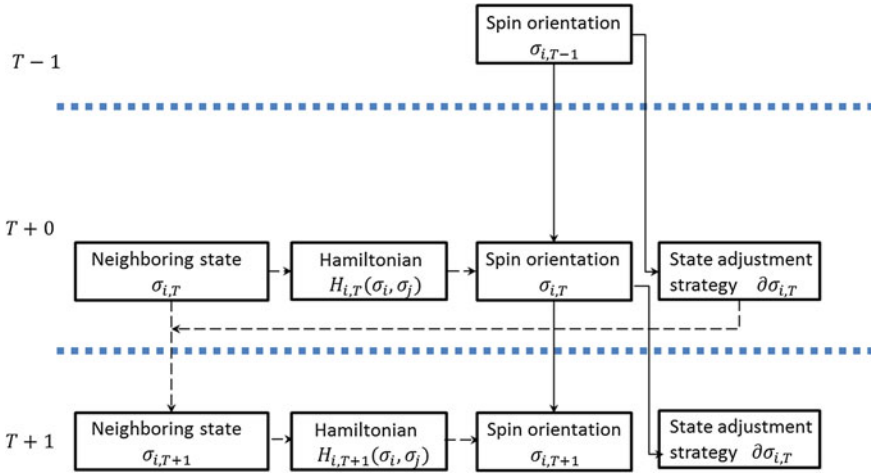 Spin orientation
σ_{i,T−1}
T − 1
T + 0
Neighboring state
σ_{i,T}
Hamiltonian
H_{i,T}(σ_i, σ_j)
Spin orientation
σ_{i,T}
State adjustment
strategy ∂σ_{i,T}
T + 1
Neighboring state
σ_{i,T+1}
Hamiltonian
H_{i,T+1}(σ_i, σ_j)
Spin orientation
σ_{i,T+1}
State adjustment
strategy ∂σ_{i,T}